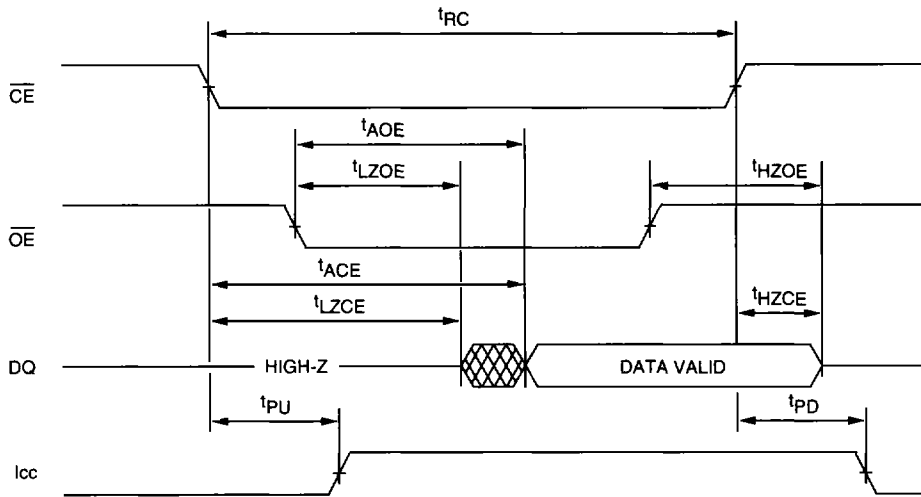 tRC
CE
tAOE
tLZOE
tHZOE
OE
tACE
tLZCE
tHZCE
DQ
HIGH-Z
DATA VALID
tPU
tPD
Icc